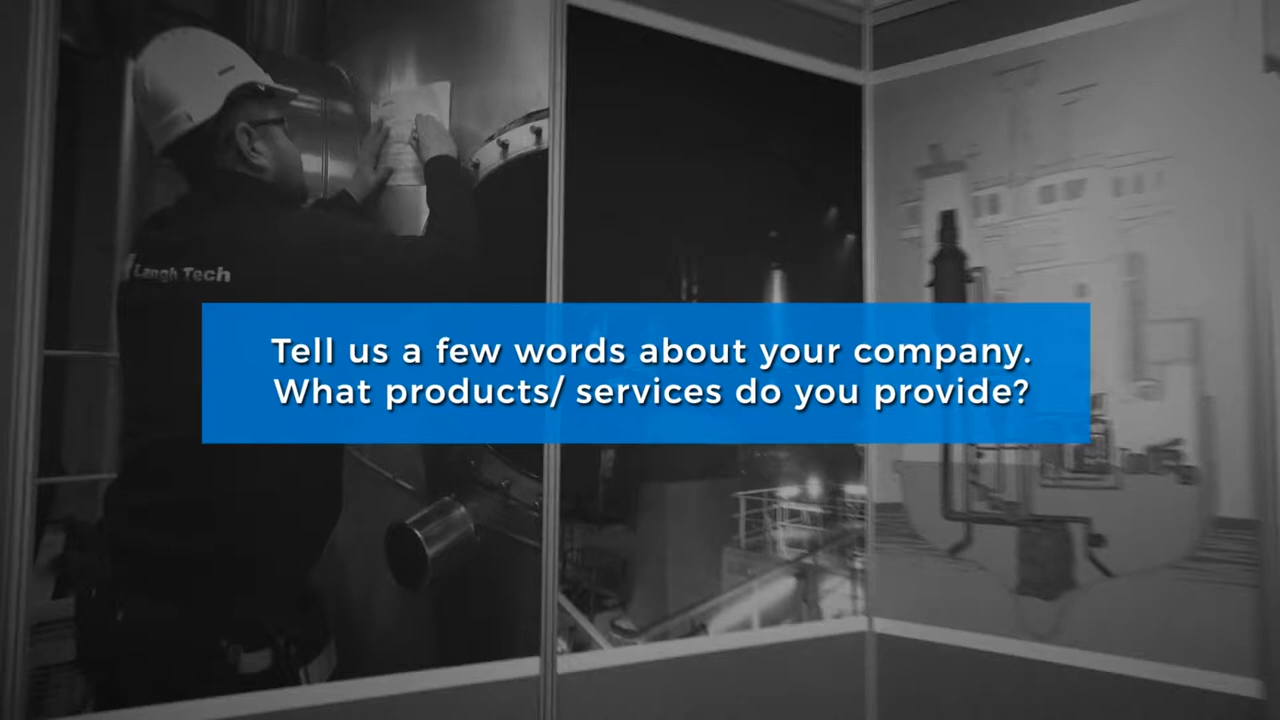 Langh Tech
Tell us a few words about your company.
What products/ services do you provide?